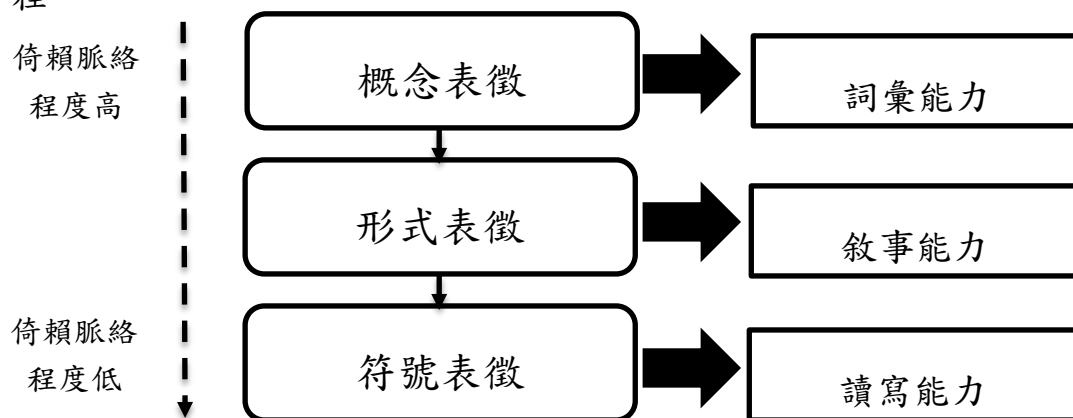 程
倚賴脈絡
程度高
概念表徵
詞彙能力
形式表徵
敘事能力
倚賴脈絡
程度低
符號表徵
讀寫能力